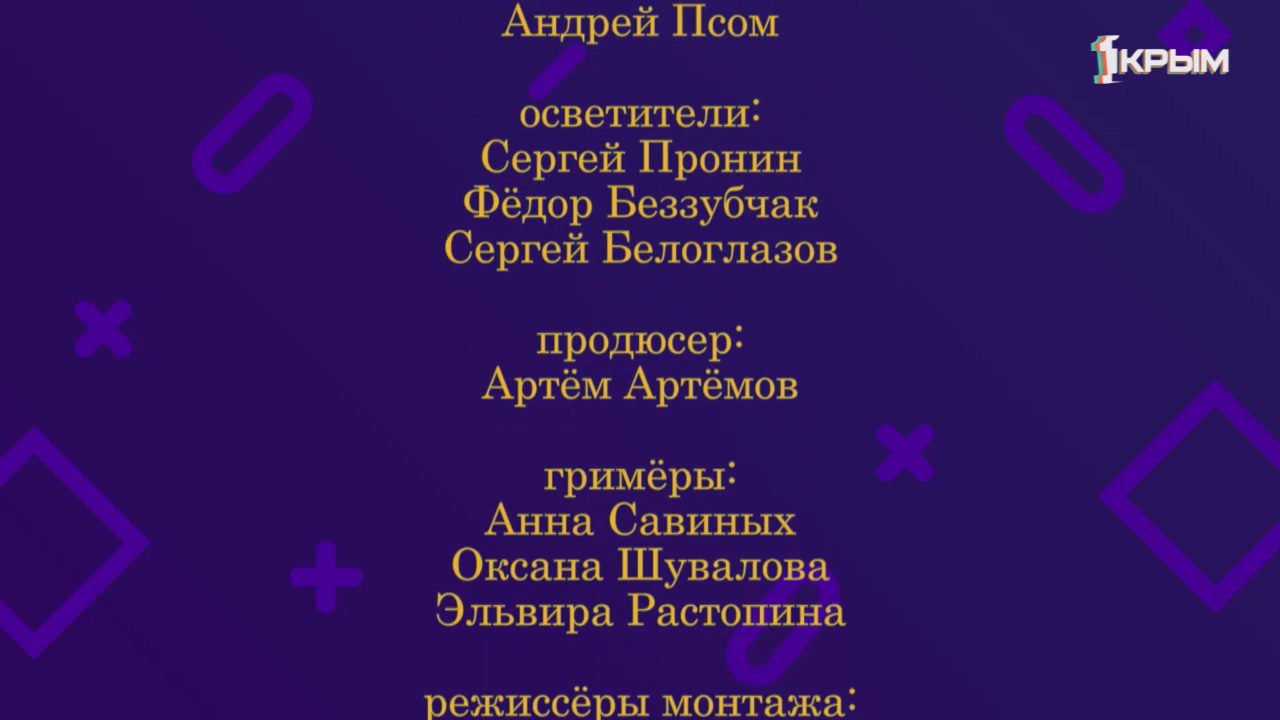 Андрей Псом
1КРЫМ
осветители:
Сергей Пронин
Фёдор Беззубчак
Сергей Белоглазов
продюсер:
Артём Артёмов
гримёры:
Анна Савиных
Оксана Шувалова
Эльвира Растопина
режиссёры монтажа: